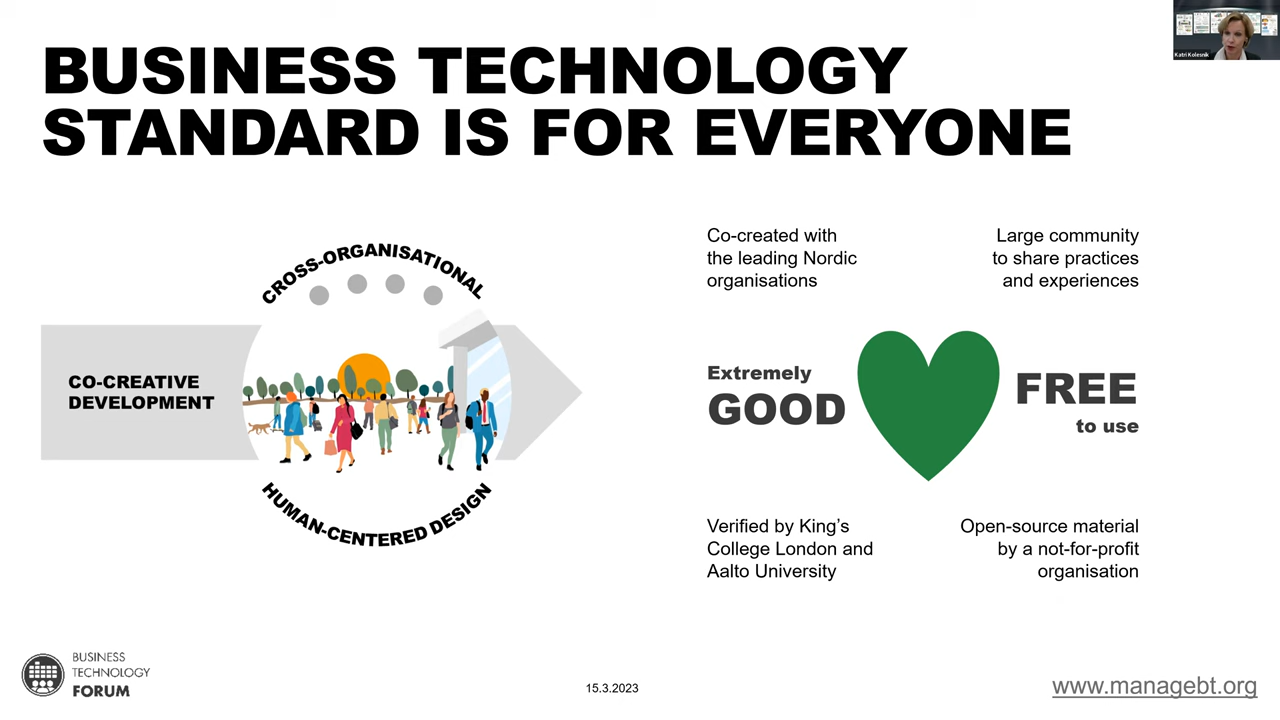 BUSINESS TECHNOLOGY
STANDARD IS FOR EVERYONE
Katri Kolesnik
CROSS-ORGANISATIONAL
CO-CREATIVE
DEVELOPMENT
HUMAN-CENTERED DESIGN
Co-created with
the leading Nordic
organisations
Large community
to share practices
and experiences
Extremely
GOOD
FREE
to use
Verified by King’s
College London and
Aalto University
Open-source material
by a not-for-profit
organisation
BUSINESS
TECHNOLOGY
FORUM
15.3.2023
www.managebt.org